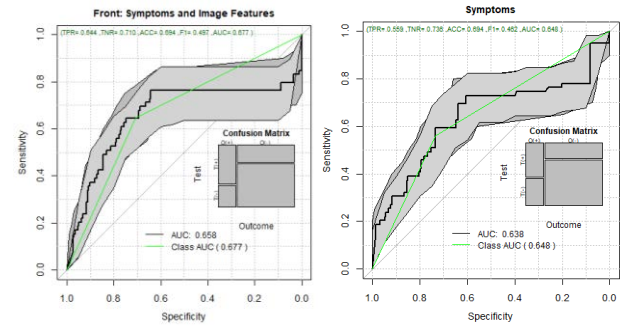 Front: Symptoms and Image Features
(TPR= 0.644 ,TNR= 0.710 ,ACC= 0.694 ,F1= 0.497 ,AUC= 0.677 )
1.0
0.8
0.6
0.4
0.2
0.0
Sensitivity
Confusion Matrix
O(+) O(-)
Test
T(+)
T(-)
Outcome
AUC: 0.658
Class AUC ( 0.677 )
1.0 0.8 0.6 0.4 0.2 0.0
Specificity
Symptoms
(TPR= 0.559 ,TNR= 0.736 ,ACC= 0.694 ,F1= 0.462 ,AUC= 0.648 )
1.0
0.8
0.6
0.4
0.2
0.0
Sensitivity
Confusion Matrix
O(+) O(-)
Test
T(+)
T(-)
Outcome
AUC: 0.638
Class AUC ( 0.648 )
1.0 0.8 0.6 0.4 0.2 0.0
Specificity